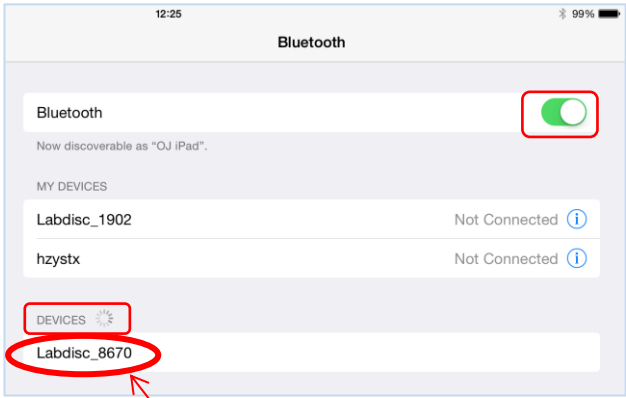 12:25 99%
Bluetooth
Bluetooth
Now discoverable as “OJ iPad”.
MY DEVICES
Labdisc_1902 Not Connected
hzystx Not Connected
DEVICES
Labdisc_8670